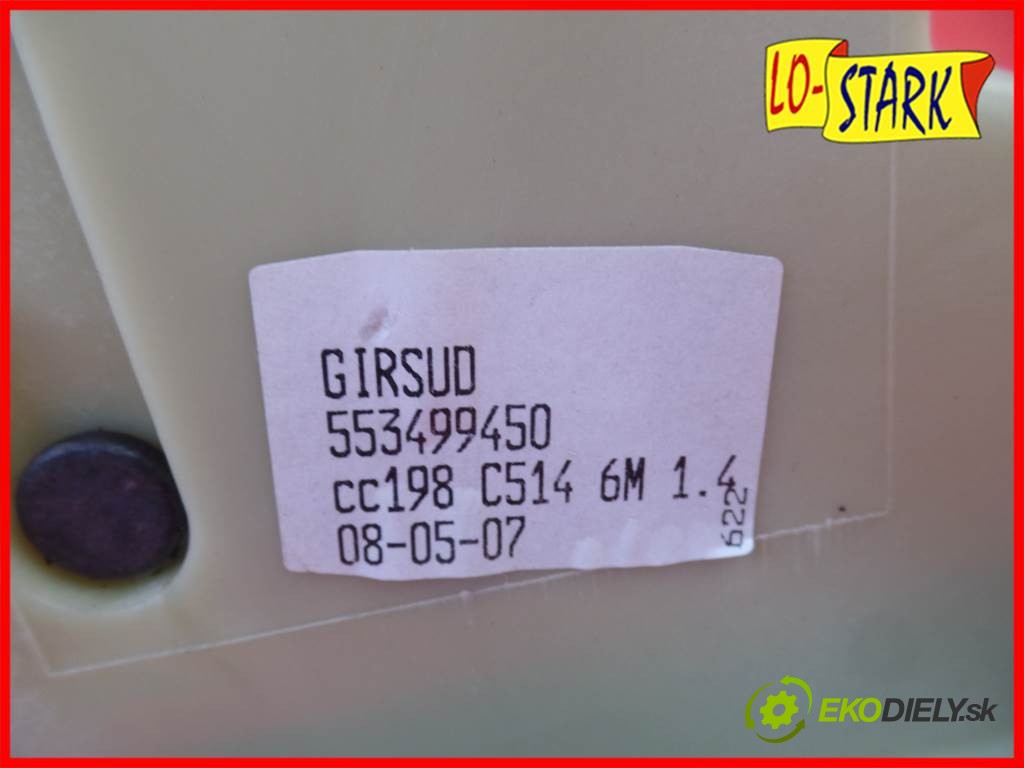 LO-STARK
GIRSUD
553499450
cc198 C514 6M 1.4
08-05-07
622
EKODIELY.sk